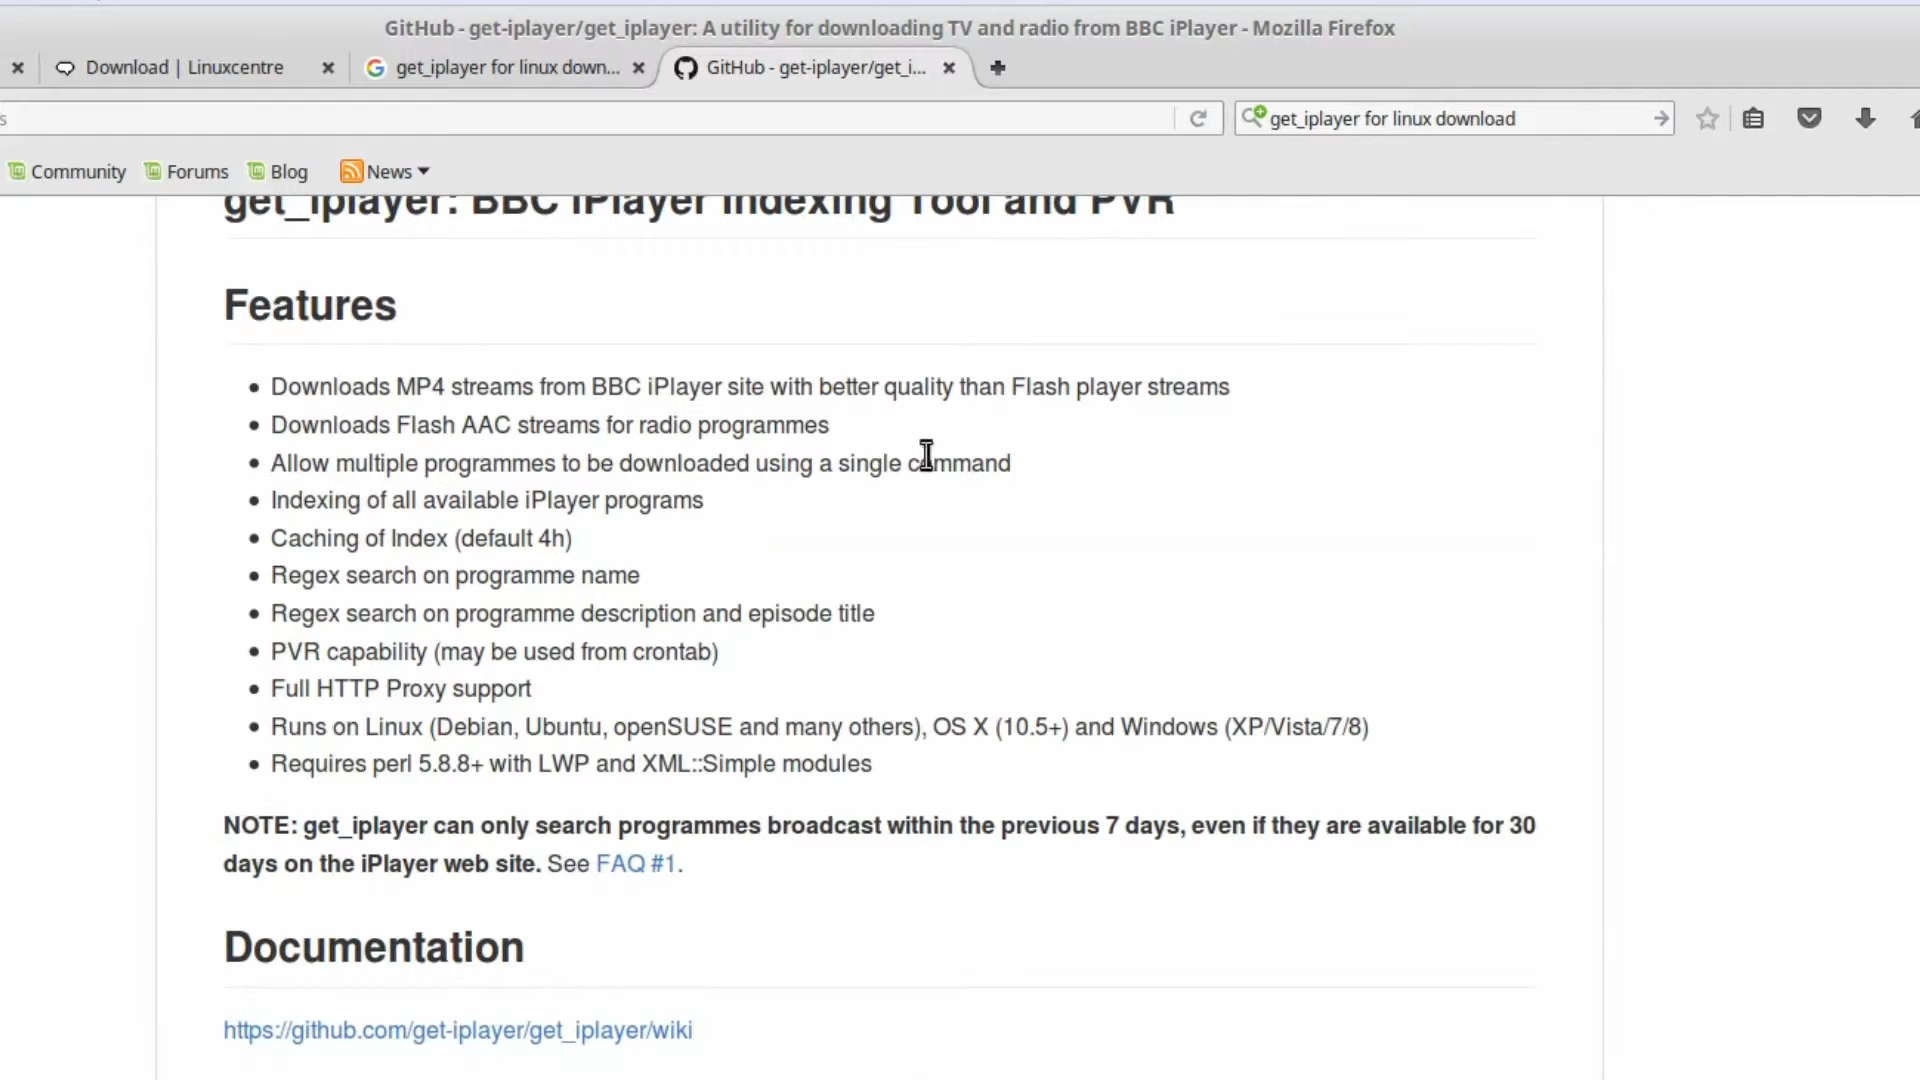 GitHub - get-iplayer/get_iplayer: A utility for downloading TV and radio from BBC iPlayer - Mozilla Firefox
Download | Linuxcentre
get_iplayer for linux down...
GitHub - get-iplayer/get_i...
s
get_iplayer for linux download
Community
Forums
Blog
News
get_iplayer: BBC iPlayer Indexing Tool and PVR
Features
• Downloads MP4 streams from BBC iPlayer site with better quality than Flash player streams
• Downloads Flash AAC streams for radio programmes
• Allow multiple programmes to be downloaded using a single command
• Indexing of all available iPlayer programs
• Caching of Index (default 4h)
• Regex search on programme name
• Regex search on programme description and episode title
• PVR capability (may be used from crontab)
• Full HTTP Proxy support
• Runs on Linux (Debian, Ubuntu, openSUSE and many others), OS X (10.5+) and Windows (XP/Vista/7/8)
• Requires perl 5.8.8+ with LWP and XML::Simple modules
NOTE: get_iplayer can only search programmes broadcast within the previous 7 days, even if they are available for 30
days on the iPlayer web site. See FAQ #1.
Documentation
https://github.com/get-iplayer/get_iplayer/wiki